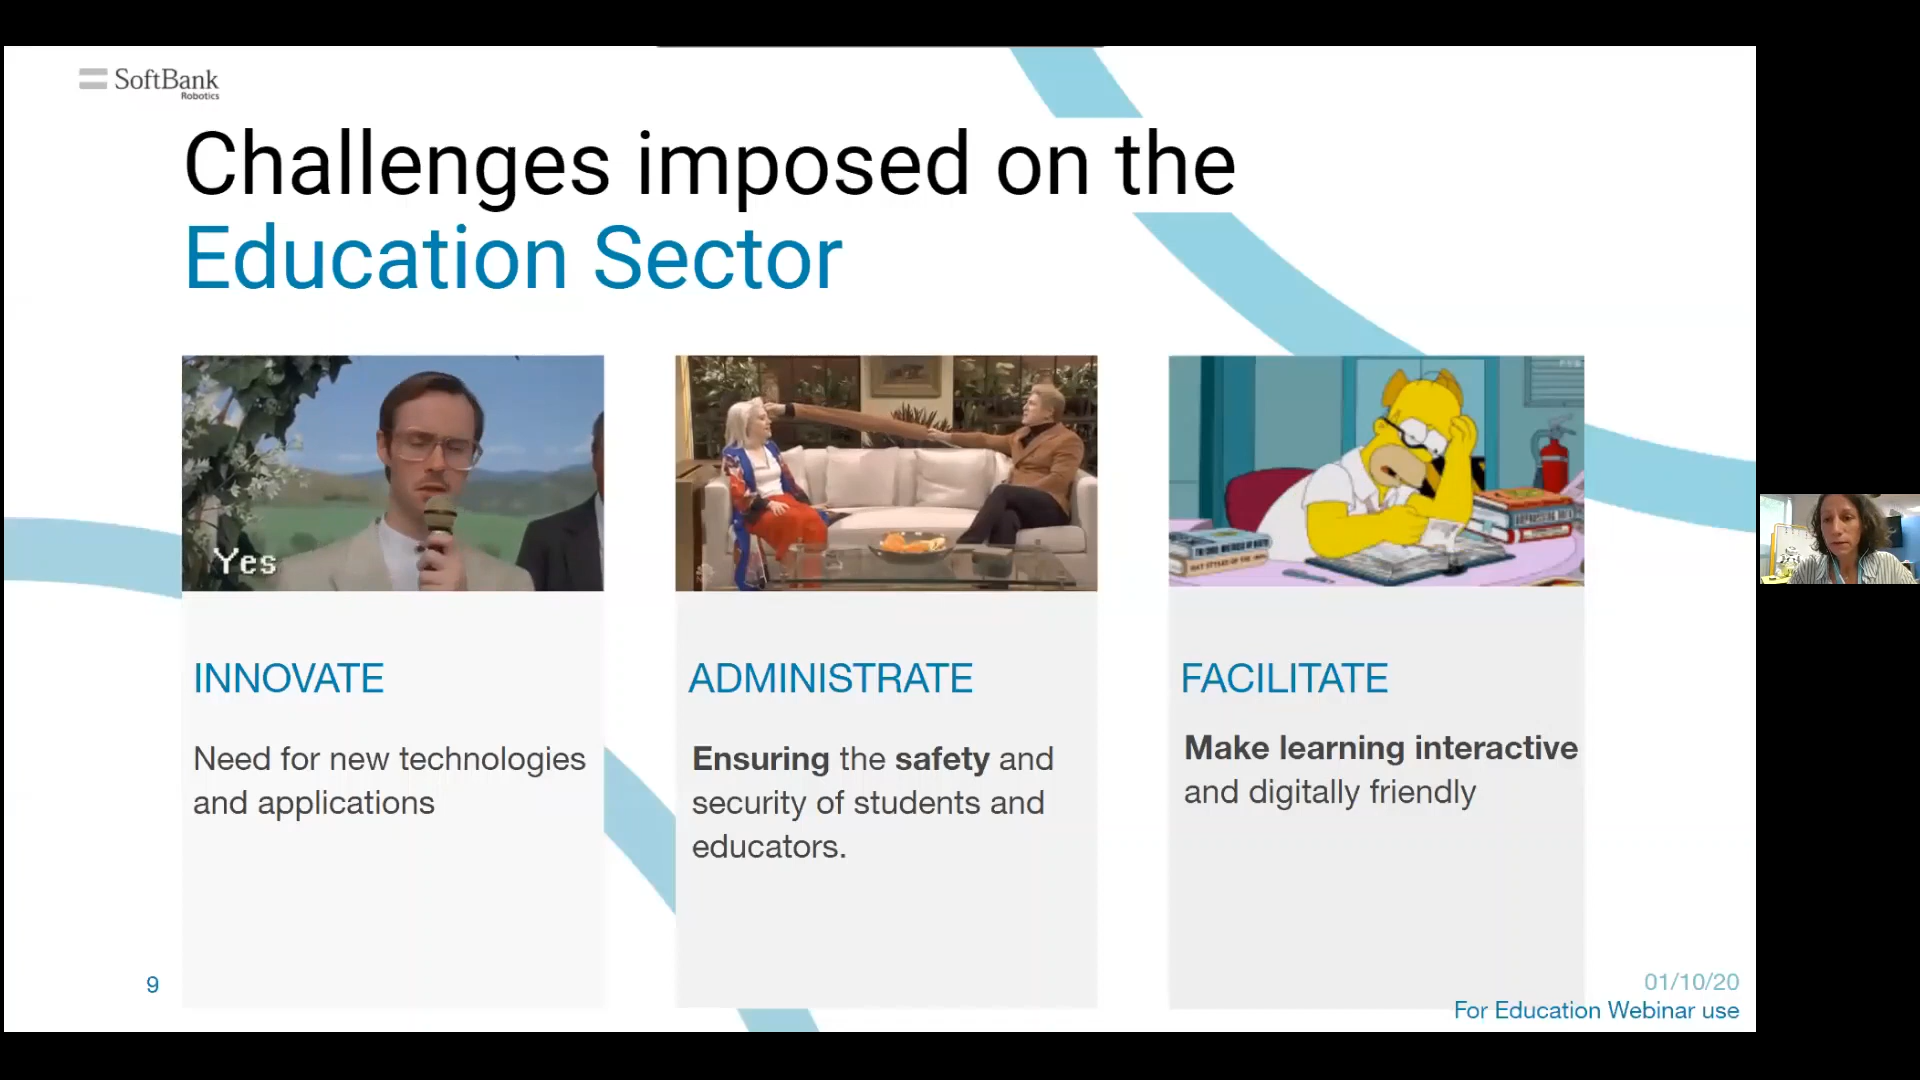 SoftBank
Robotics
Challenges imposed on the
Education Sector
Yes
INNOVATE
Need for new technologies
and applications
ADMINISTRATE
Ensuring the safety and
security of students and
educators.
FACILITATE
Make learning interactive
and digitally friendly
9
01/10/20
For Education Webinar use